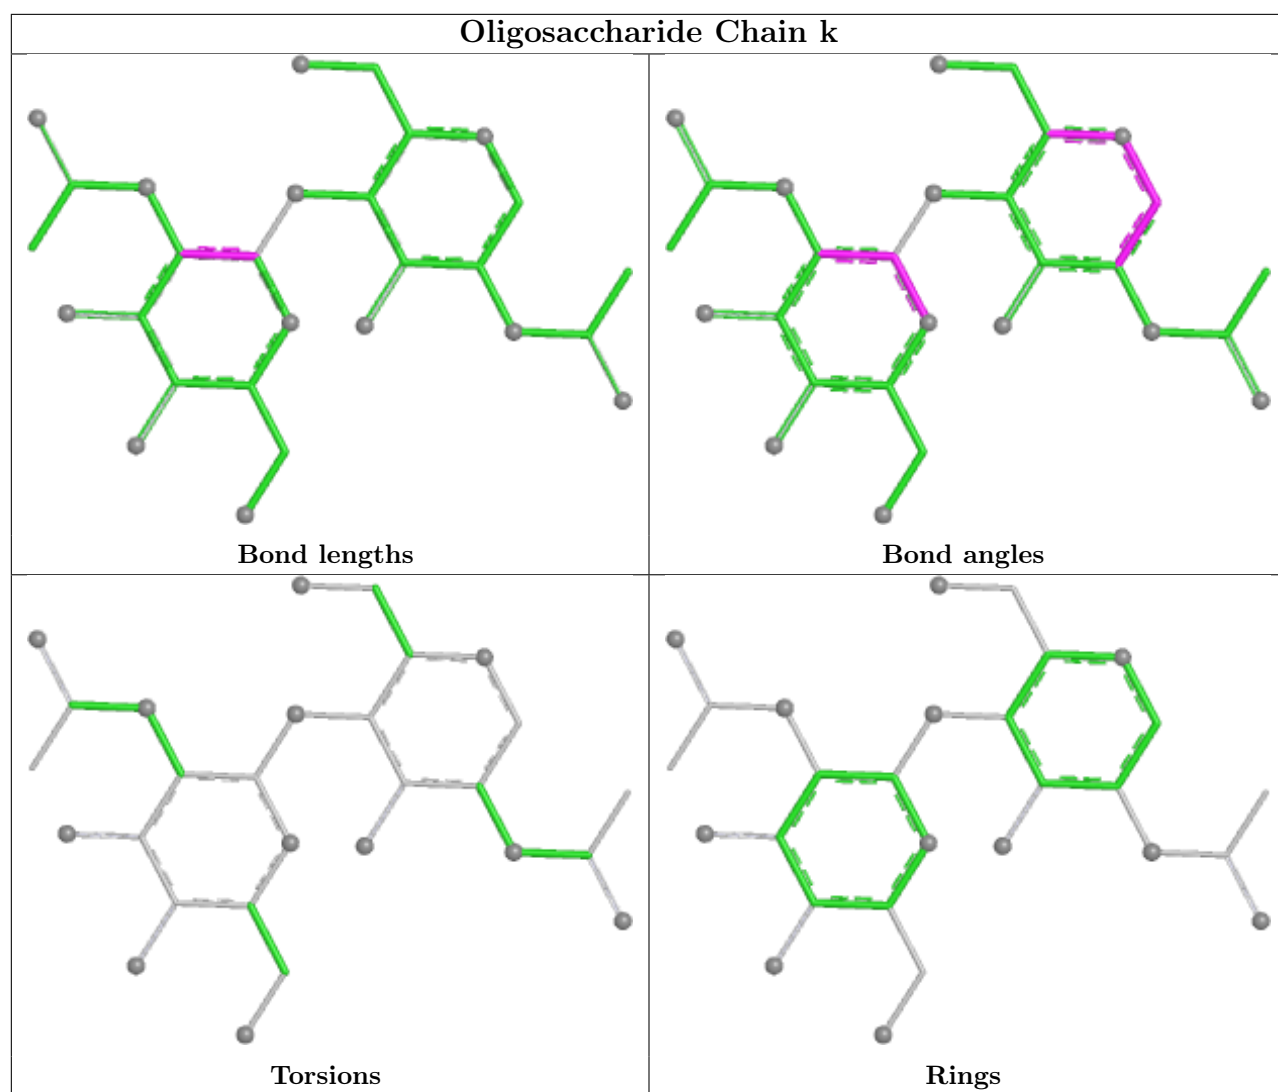 Oligosaccharide Chain k
Bond lengths
Bond angles
Torsions
Rings